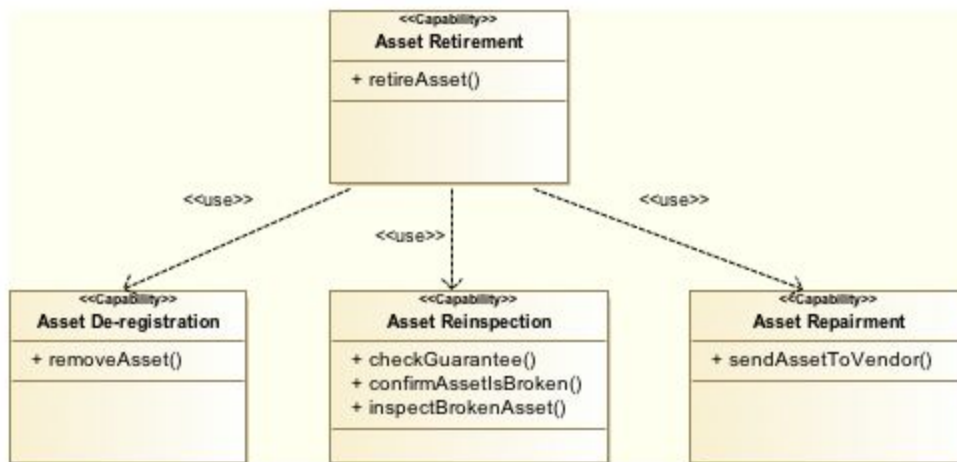 <<Capability>>
Asset Retirement
+ retireAsset()
<<use>>
<<use>>
<<use>>
<<Capability>>
Asset De-registration
+ removeAsset()
<<Capability>>
Asset Reinspection
+ checkGuarantee()
+ confirmAssetIsBroken()
+ inspectBrokenAsset()
<<Capability>>
Asset Repairment
+ sendAssetToVendor()